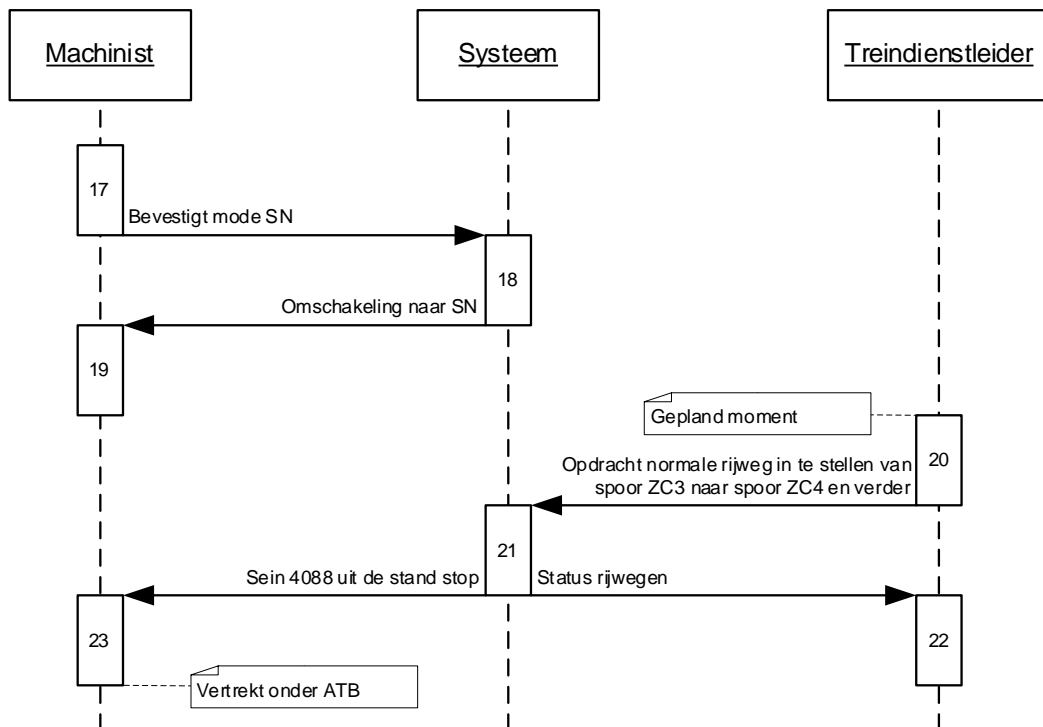 Machinist
Systeem
Treindienstleider
17
Bevestigt mode SN
18
Omschakeling naar SN
19
Gepland moment
20
Opdracht normale rijweg in te stellen van
spoor ZC3 naar spoor ZC4 en verder
21
Sein 4088 uit de stand stop
Status rijwegen
23
22
Vertrekt onder ATB